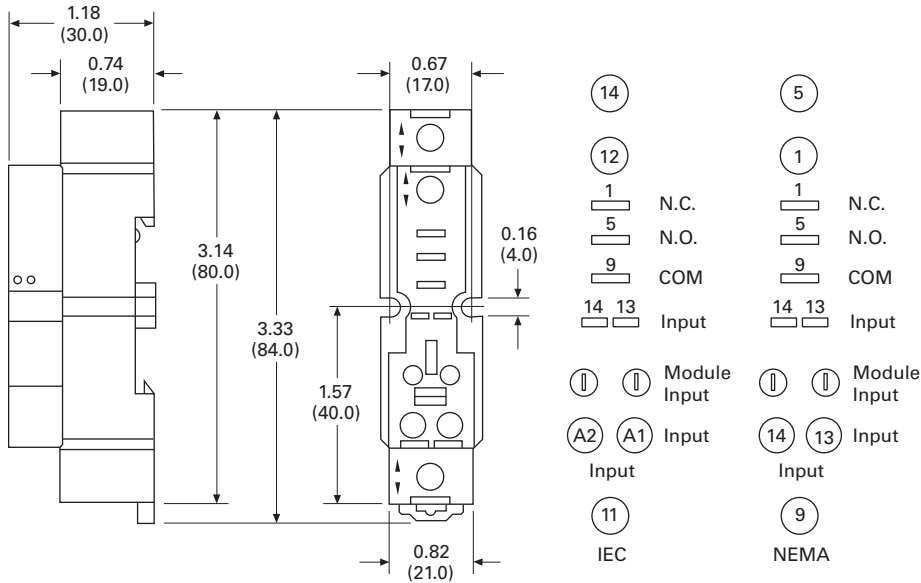 1.18
(30.0)
0.74
(19.0)
0.67
(17.0)
3.14
(80.0)
3.33
(84.0)
1.57
(40.0)
0.16
(4.0)
0.82
(21.0)
14
12
1
N.C.
5
N.O.
9
COM
14 13 Input
Module
Input
A2 A1 Input
Input
11
IEC
5
1
1
N.C.
5
N.O.
9
COM
14 13 Input
Module
Input
14 13 Input
Input
9
NEMA